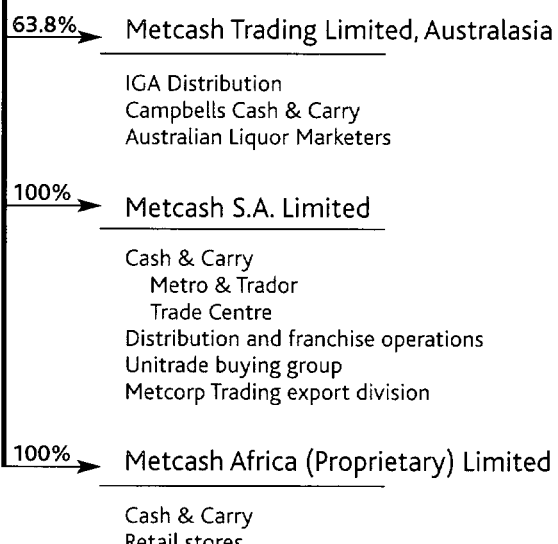 63.8% Metcash Trading Limited, Australasia
IGA Distribution
Campbells Cash & Carry
Australian Liquor Marketers
100% Metcash S.A. Limited
Cash & Carry
Metro & Trador
Trade Centre
Distribution and franchise operations
Unitrade buying group
Metcorp Trading export division
100% Metcash Africa (Proprietary) Limited
Cash & Carry
Retail stores